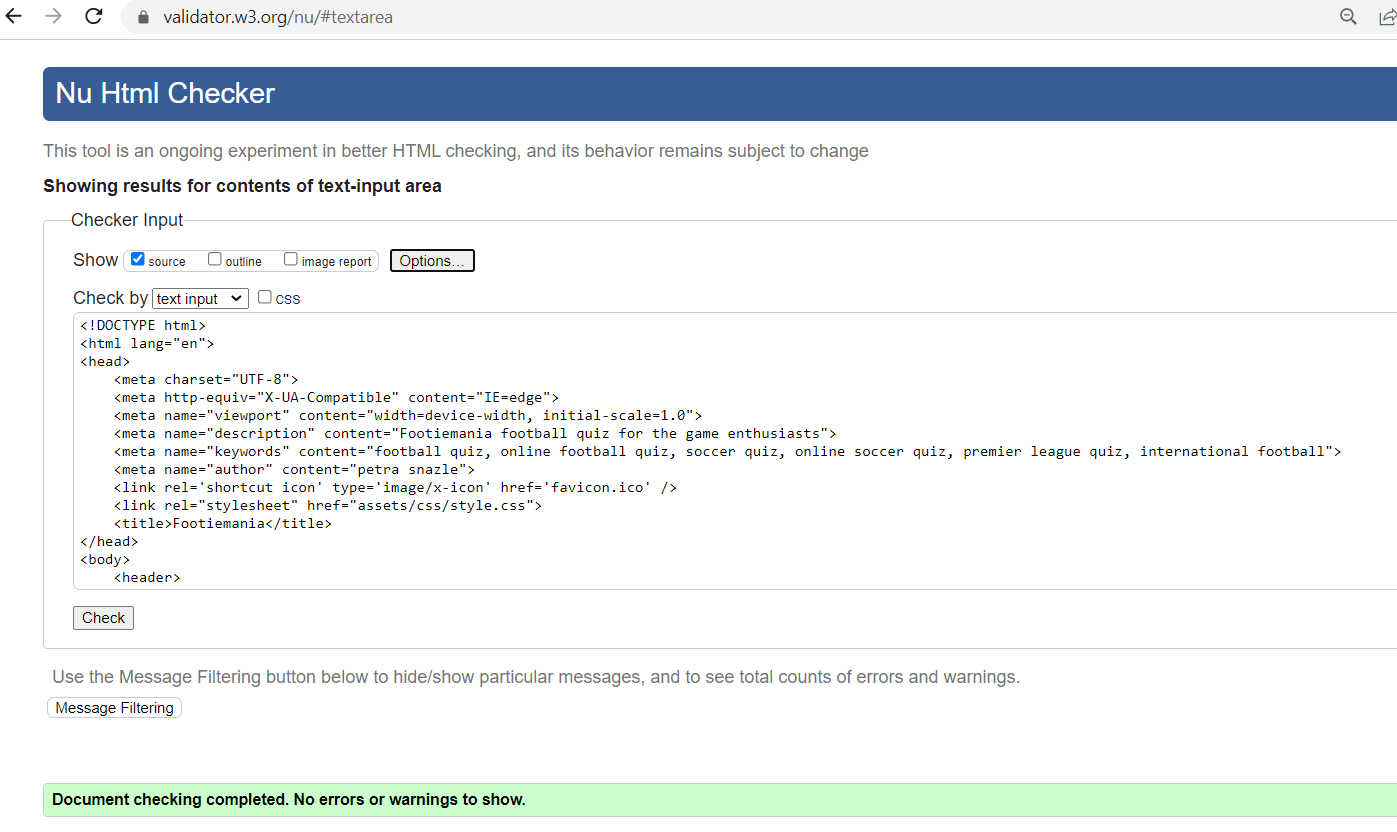 validator.w3.org/nu/#textarea
Nu Html Checker
This tool is an ongoing experiment in better HTML checking, and its behavior remains subject to change
Showing results for contents of text-input area
Checker Input
Show source outline image report Options...
Check by text input css
<!DOCTYPE html>
<html lang="en">
<head>
    <meta charset="UTF-8">
    <meta http-equiv="X-UA-Compatible" content="IE=edge">
    <meta name="viewport" content="width=device-width, initial-scale=1.0">
    <meta name="description" content="Footiemania football quiz for the game enthusiasts">
    <meta name="keywords" content="football quiz, online football quiz, soccer quiz, online soccer quiz, premier league quiz, international football">
    <meta name="author" content="petra snazle">
    <link rel='shortcut icon' type='image/x-icon' href='favicon.ico' />
    <link rel="stylesheet" href="assets/css/style.css">
    <title>Footiemania</title>
</head>
<body>
    <header>
Check
Use the Message Filtering button below to hide/show particular messages, and to see total counts of errors and warnings.
Message Filtering
Document checking completed. No errors or warnings to show.